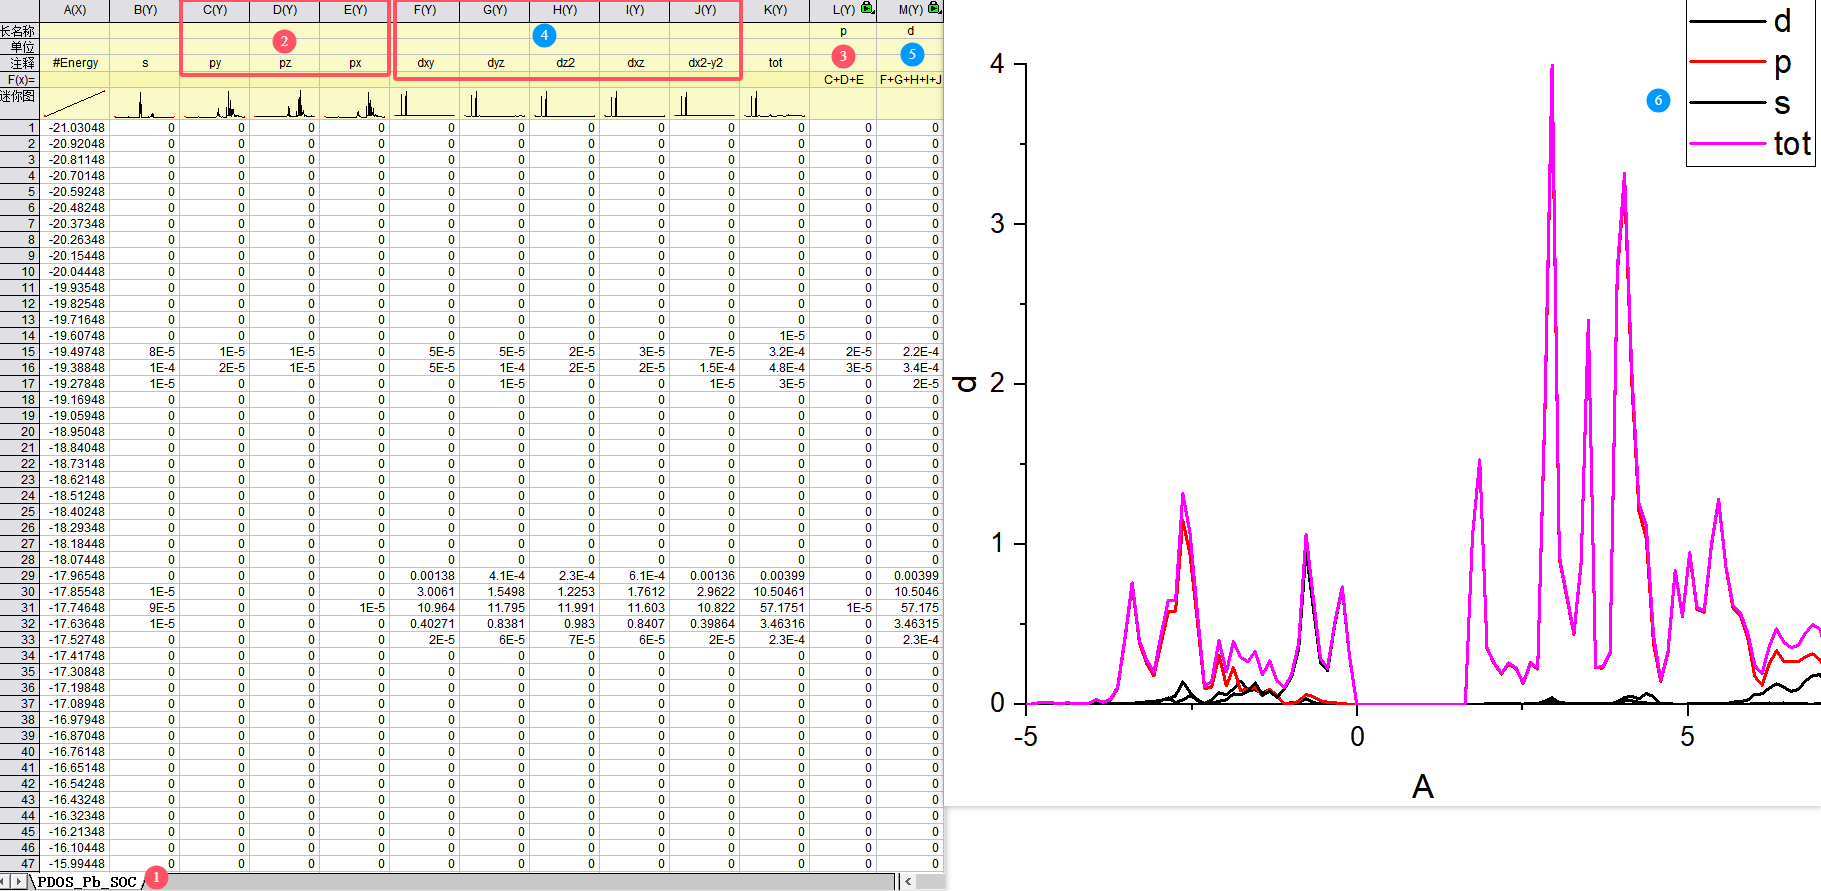 A(X) B(Y) C(Y) D(Y) E(Y) F(Y) G(Y) H(Y) I(Y) J(Y) K(Y) L(Y) M(Y)
长名称 p d
单位
注释 #Energy s py pz px dxy dyz dz2 dxz dx2-y2 tot
F(x)= C+D+E F+G+H+I+J
迷你图
2
4
3
5
1 -21.03048 0 0 0 0 0 0 0 0 0 0 0 0
2 -20.92048 0 0 0 0 0 0 0 0 0 0 0 0
3 -20.81148 0 0 0 0 0 0 0 0 0 0 0 0
4 -20.70148 0 0 0 0 0 0 0 0 0 0 0 0
5 -20.59248 0 0 0 0 0 0 0 0 0 0 0 0
6 -20.48248 0 0 0 0 0 0 0 0 0 0 0 0
7 -20.37348 0 0 0 0 0 0 0 0 0 0 0 0
8 -20.26348 0 0 0 0 0 0 0 0 0 0 0 0
9 -20.15448 0 0 0 0 0 0 0 0 0 0 0 0
10 -20.04448 0 0 0 0 0 0 0 0 0 0 0 0
11 -19.93548 0 0 0 0 0 0 0 0 0 0 0 0
12 -19.82548 0 0 0 0 0 0 0 0 0 0 0 0
13 -19.71648 0 0 0 0 0 0 0 0 0 0 0 0
14 -19.60748 0 0 0 0 0 0 0 0 0 1E-5 0 0
15 -19.49748 8E-5 1E-5 1E-5 0 5E-5 5E-5 2E-5 3E-5 7E-5 3.2E-4 2E-5 2.2E-4
16 -19.38848 1E-4 2E-5 1E-5 0 5E-5 1E-4 2E-5 2E-5 1.5E-4 4.8E-4 3E-5 3.4E-4
17 -19.27848 1E-5 0 0 0 0 1E-5 0 0 1E-5 3E-5 0 2E-5
18 -19.16948 0 0 0 0 0 0 0 0 0 0 0 0
19 -19.05948 0 0 0 0 0 0 0 0 0 0 0 0
20 -18.95048 0 0 0 0 0 0 0 0 0 0 0 0
21 -18.84048 0 0 0 0 0 0 0 0 0 0 0 0
22 -18.73148 0 0 0 0 0 0 0 0 0 0 0 0
23 -18.62148 0 0 0 0 0 0 0 0 0 0 0 0
24 -18.51248 0 0 0 0 0 0 0 0 0 0 0 0
25 -18.40248 0 0 0 0 0 0 0 0 0 0 0 0
26 -18.29348 0 0 0 0 0 0 0 0 0 0 0 0
27 -18.18448 0 0 0 0 0 0 0 0 0 0 0 0
28 -18.07448 0 0 0 0 0 0 0 0 0 0 0 0
29 -17.96548 0 0 0 0 0.00138 4.1E-4 2.3E-4 6.1E-4 0.00136 0.00399 0 0.00399
30 -17.85548 1E-5 0 0 0 3.0061 1.5498 1.2253 1.7612 2.9622 10.50461 0 10.5046
31 -17.74648 9E-5 0 0 1E-5 10.964 11.795 11.991 11.603 10.822 57.1751 1E-5 57.175
32 -17.63648 1E-5 0 0 0 0.40271 0.8381 0.983 0.8407 0.39864 3.46316 0 3.46315
33 -17.52748 0 0 0 0 2E-5 6E-5 7E-5 6E-5 2E-5 2.3E-4 0 2.3E-4
34 -17.41748 0 0 0 0 0 0 0 0 0 0 0 0
35 -17.30848 0 0 0 0 0 0 0 0 0 0 0 0
36 -17.19848 0 0 0 0 0 0 0 0 0 0 0 0
37 -17.08948 0 0 0 0 0 0 0 0 0 0 0 0
38 -16.97948 0 0 0 0 0 0 0 0 0 0 0 0
39 -16.87048 0 0 0 0 0 0 0 0 0 0 0 0
40 -16.76148 0 0 0 0 0 0 0 0 0 0 0 0
41 -16.65148 0 0 0 0 0 0 0 0 0 0 0 0
42 -16.54248 0 0 0 0 0 0 0 0 0 0 0 0
43 -16.43248 0 0 0 0 0 0 0 0 0 0 0 0
44 -16.32348 0 0 0 0 0 0 0 0 0 0 0 0
45 -16.21348 0 0 0 0 0 0 0 0 0 0 0 0
46 -16.10448 0 0 0 0 0 0 0 0 0 0 0 0
47 -15.99448 0 0 0 0 0 0 0 0 0 0 0 0
PDOS_Pb_SOC
1
d
p
s
tot
6
4
3
2
1
0
d
-5 0 5
A